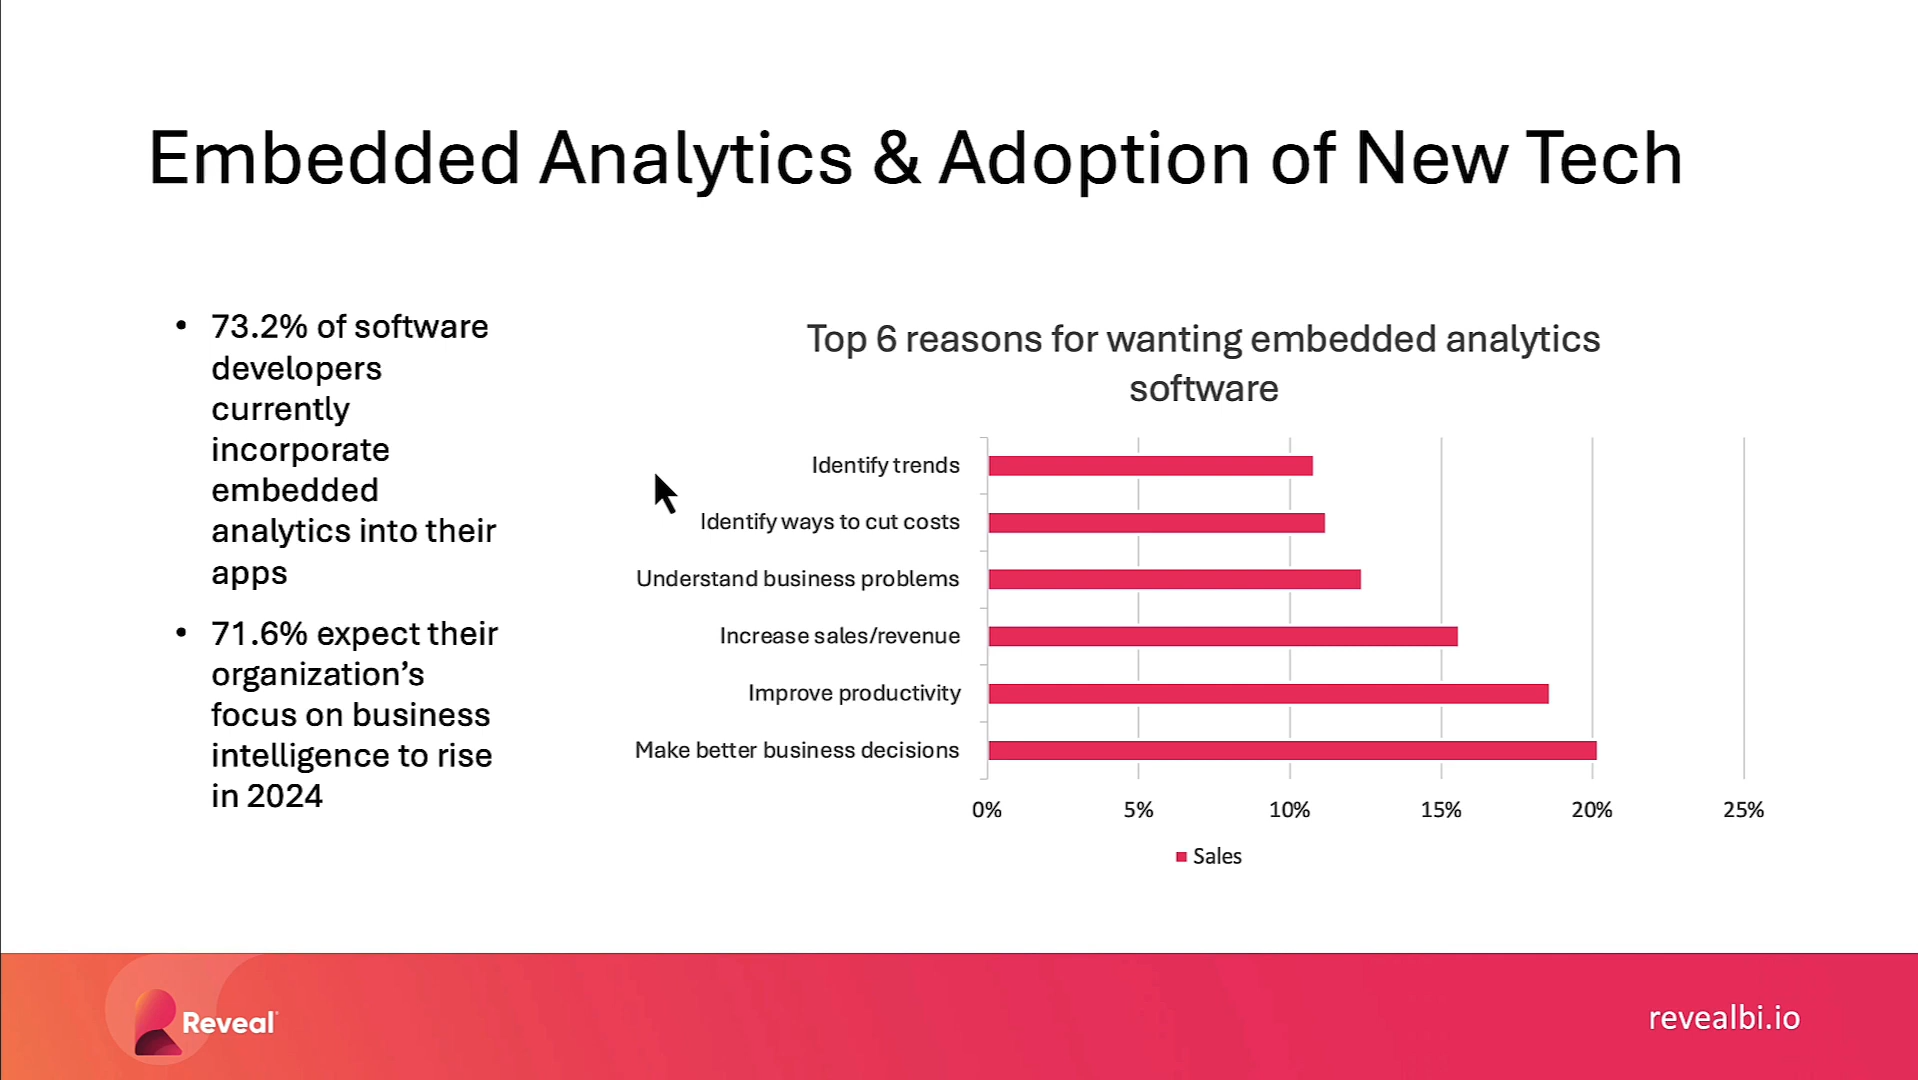 Embedded Analytics & Adoption of New Tech
• 73.2% of software
developers
currently
incorporate
embedded
analytics into their
apps
• 71.6% expect their
organization’s
focus on business
intelligence to rise
in 2024
Top 6 reasons for wanting embedded analytics
software
Identify trends
Identify ways to cut costs
Understand business problems
Increase sales/revenue
Improve productivity
Make better business decisions
0% 5% 10% 15% 20% 25%
Sales
Reveal
revealbi.io